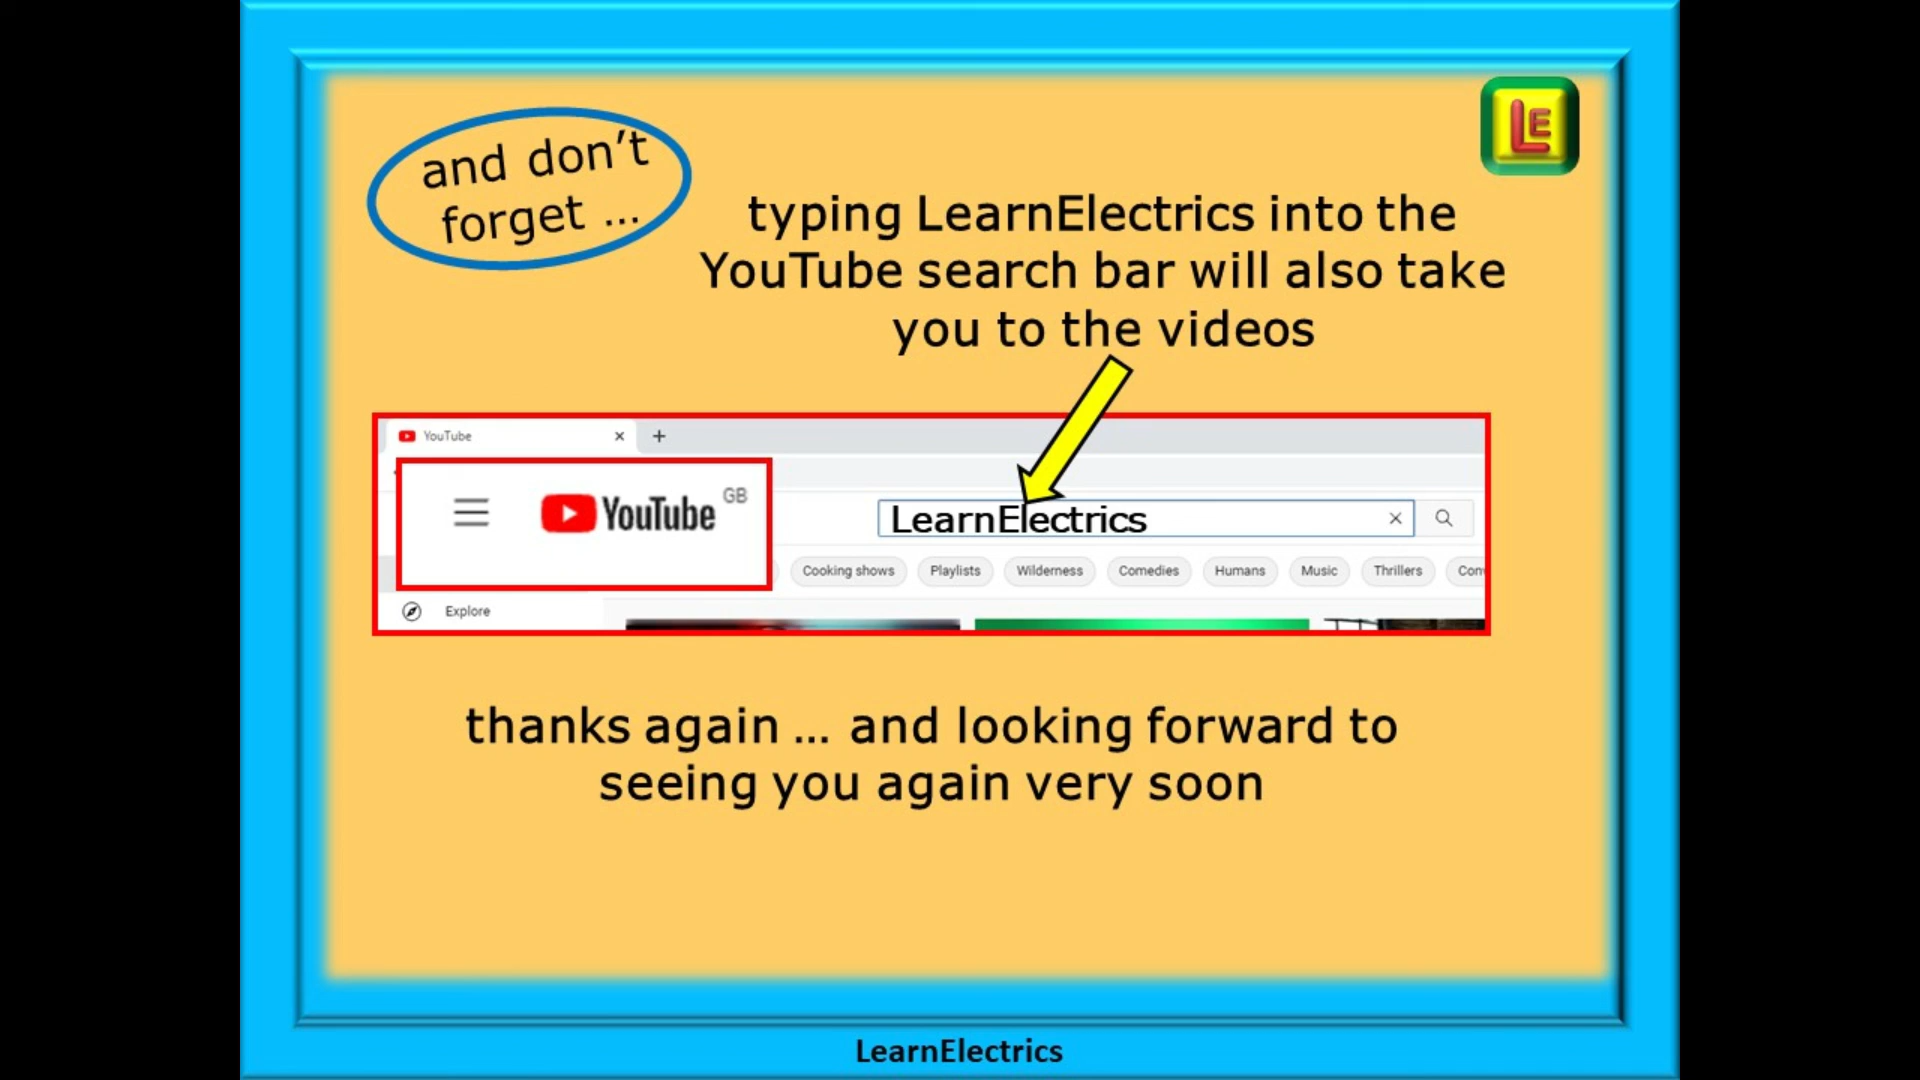 and don't
forget ...
LE
typing LearnElectrics into the
YouTube search bar will also take
you to the videos
YouTube
YouTube GB
LearnElectrics
Cooking shows Playlists Wilderness Comedies Humans Music Thrillers
Explore
thanks again ... and looking forward to
seeing you again very soon
LearnElectrics